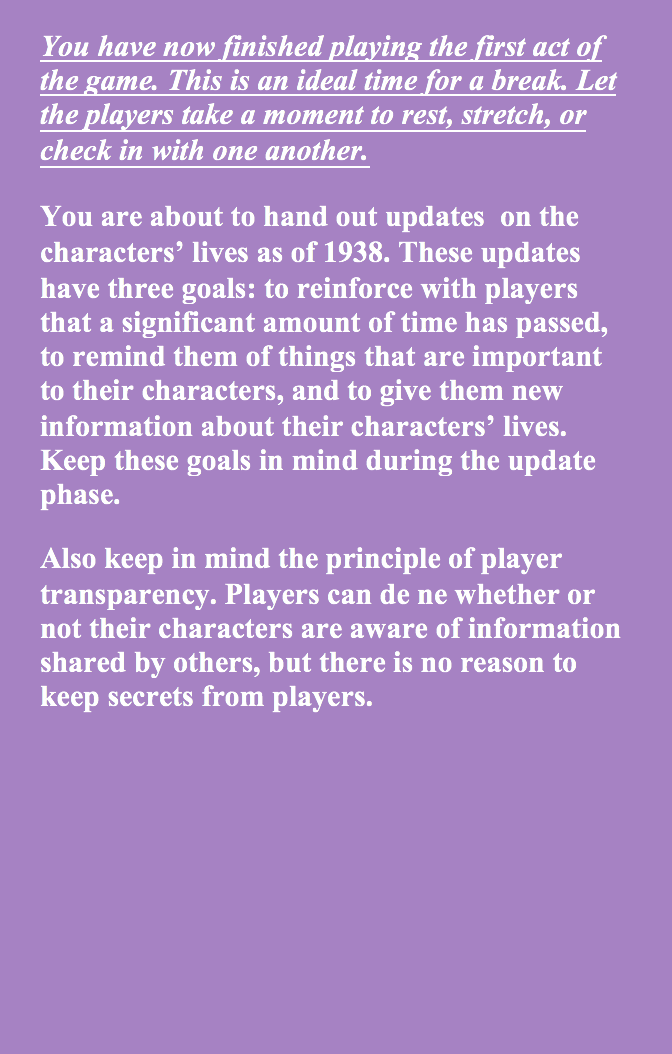 You have now finished playing the first act of
the game. This is an ideal time for a break. Let
the players take a moment to rest, stretch, or
check in with one another.
You are about to hand out updates  on the
characters’ lives as of 1938. These updates
have three goals: to reinforce with players
that a significant amount of time has passed,
to remind them of things that are important
to their characters, and to give them new
information about their characters’ lives.
Keep these goals in mind during the update
phase.
Also keep in mind the principle of player
transparency. Players can de ne whether or
not their characters are aware of information
shared by others, but there is no reason to
keep secrets from players.